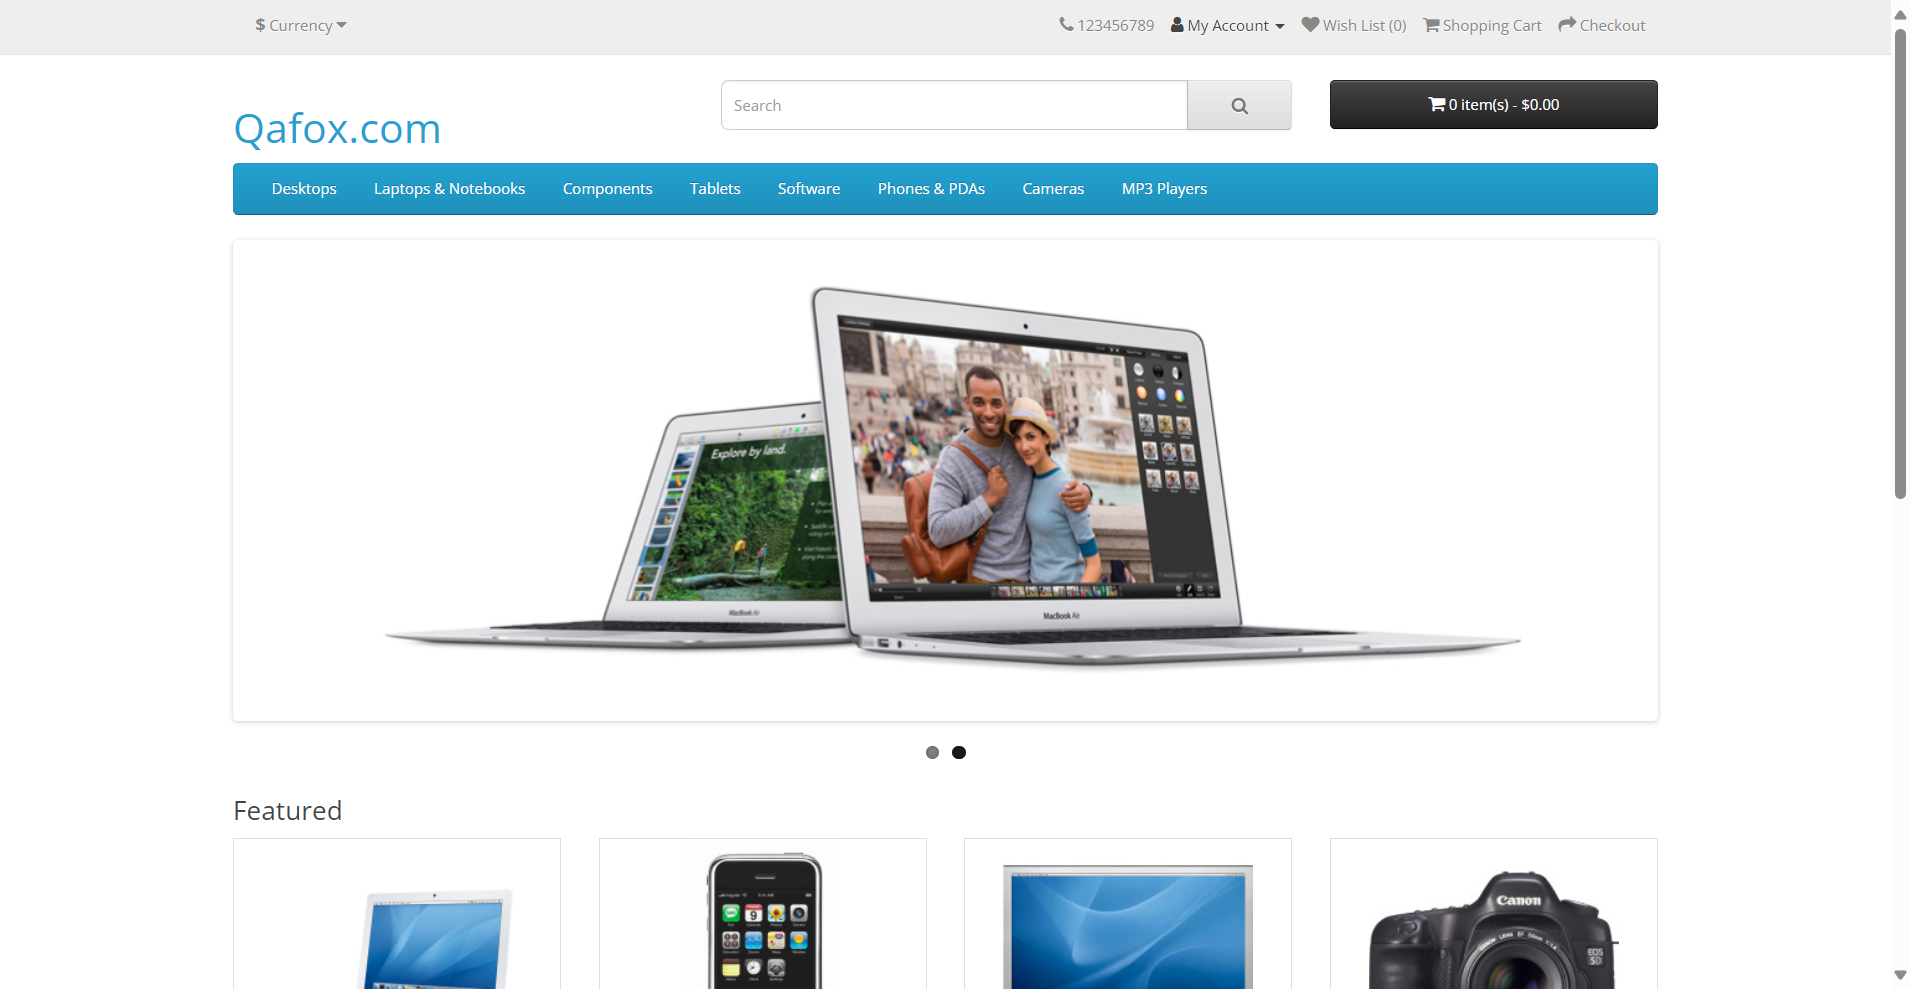 $ Currency
123456789 My Account Wish List (0) Shopping Cart Checkout
Qafox.com
Search
0 item(s) - $0.00
Desktops Laptops & Notebooks Components Tablets Software Phones & PDAs Cameras MP3 Players
Explore by land.
MacBook Air
MacBook Air
Featured
9
Canon
EOS
5D